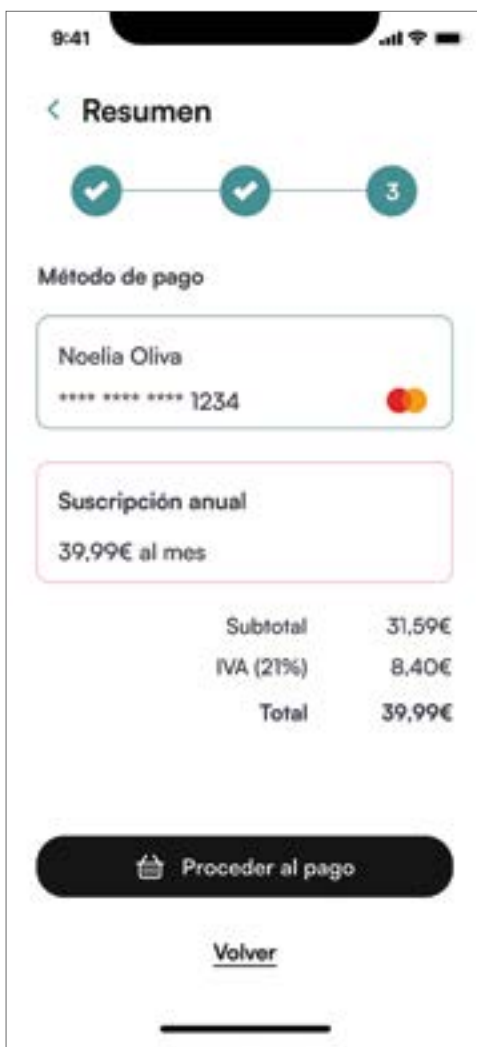 9:41
Resumen
3
Método de pago
Noelia Oliva
**** **** **** 1234
Suscripción anual
39,99€ al mes
Subtotal 31,59€
IVA (21%) 8,40€
Total 39,99€
Proceder al pago
Volver